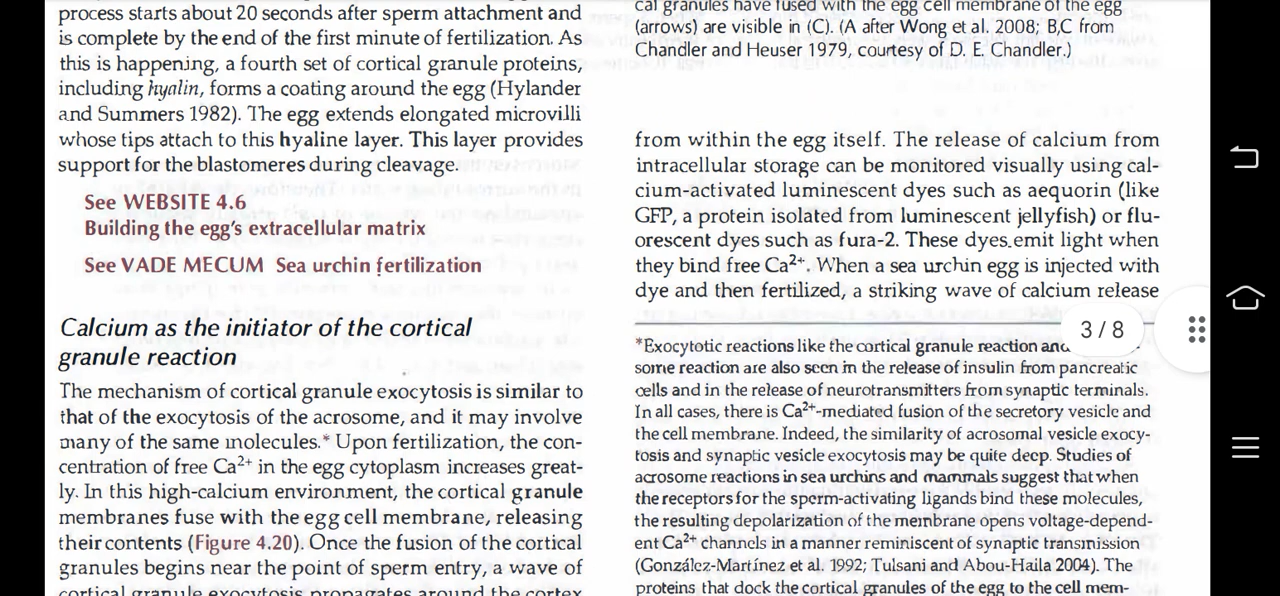 process starts about 20 seconds after sperm attachment and
is complete by the end of the first minute of fertilization. As
this is happening, a fourth set of cortical granule proteins,
including hyalin, forms a coating around the egg (Hylander
and Summers 1982). The egg extends elongated microvilli
whose tips attach to this hyaline layer. This layer provides
support for the blastomeres during cleavage.
See WEBSITE 4.6
Building the egg's extracellular matrix
See VADE MECUM Sea urchin fertilization
Calcium as the initiator of the cortical
granule reaction
The mechanism of cortical granule exocytosis is similar to
that of the exocytosis of the acrosome, and it may involve
many of the same molecules.* Upon fertilization, the con-
centration of free Ca²⁺ in the egg cytoplasm increases great-
ly. In this high-calcium environment, the cortical granule
membranes fuse with the egg cell membrane, releasing
their contents (Figure 4.20). Once the fusion of the cortical
granules begins near the point of sperm entry, a wave of
cortical granule exocytosis propagates around the cortex
cal granules have fused with the egg cell membrane of the egg
(arrows) are visible in (C). (A after Wong et al. 2008; B,C from
Chandler and Heuser 1979, courtesy of D. E. Chandler.)
from within the egg itself. The release of calcium from
intracellular storage can be monitored visually using cal-
cium-activated luminescent dyes such as aequorin (like
GFP, a protein isolated from luminescent jellyfish) or flu-
orescent dyes such as fura-2. These dyes emit light when
they bind free Ca²⁺. When a sea urchin egg is injected with
dye and then fertilized, a striking wave of calcium release
3 / 8
*Exocytotic reactions like the cortical granule reaction
some reaction are also seen in the release of insulin from pancreatic
cells and in the release of neurotransmitters from synaptic terminals.
In all cases, there is Ca²⁺-mediated fusion of the secretory vesicle and
the cell membrane. Indeed, the similarity of acrosomal vesicle exocy-
tosis and synaptic vesicle exocytosis may be quite deep. Studies of
acrosome reactions in sea urchins and mammals suggest that when
the receptors for the sperm-activating ligands bind these molecules,
the resulting depolarization of the membrane opens voltage-depend-
ent Ca²⁺ channels in a manner reminiscent of synaptic transmission
(González-Martínez et al. 1992; Tulsani and Abou-Haila 2004). The
proteins that dock the cortical granules of the egg to the cell mem-